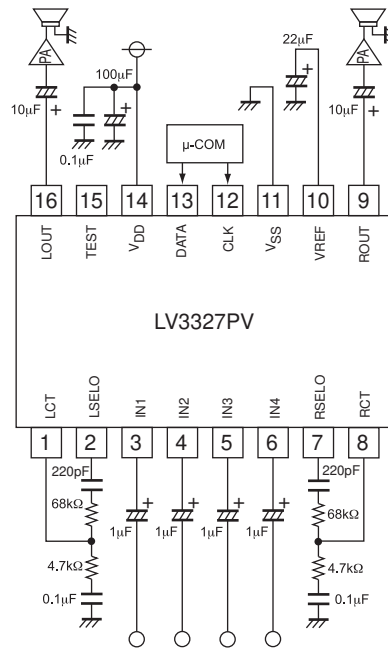 PA
100µF
22µF
PA
10µF
+
+
+
10µF
+
0.1µF
µ-COM
16 15 14 13 12 11 10 9
LOUT TEST VDD DATA CLK VSS VREF ROUT
LV3327PV
LCT LSELO IN1 IN2 IN3 IN4 RSELO RCT
1 2 3 4 5 6 7 8
220pF
220pF
68kΩ
+ + + +
68kΩ
1µF 1µF 1µF 1µF
4.7kΩ
4.7kΩ
0.1µF
0.1µF